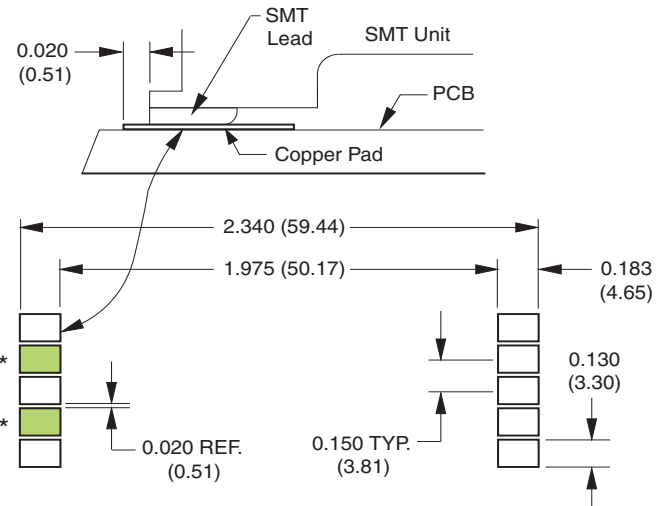 SMT
Lead
SMT Unit
0.020
(0.51)
PCB
Copper Pad
2.340 (59.44)
1.975 (50.17)
0.183
(4.65)
*
*
0.130
(3.30)
0.020 REF.
(0.51)
0.150 TYP.
(3.81)